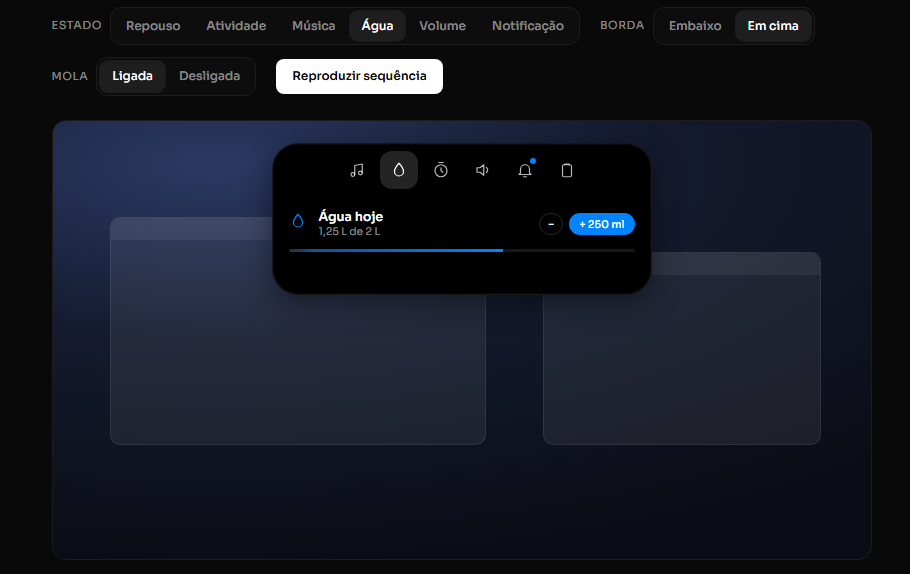 ESTADO Repouso Atividade Música Água Volume Notificação BORDA Embaixo Em cima
MOLA Ligada Desligada Reproduzir sequência
Água hoje
1,25 L de 2 L
− + 250 ml